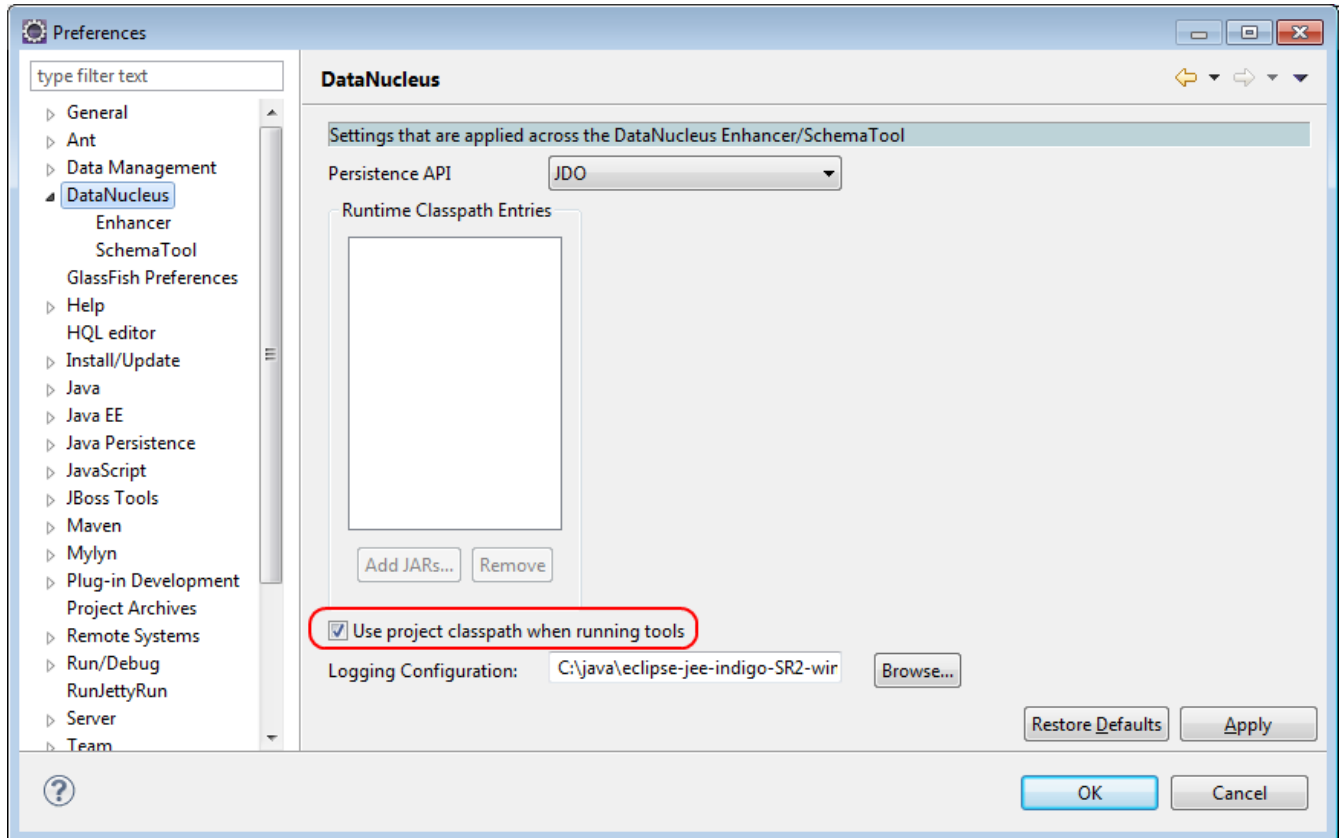 Preferences
type filter text
General
Ant
Data Management
DataNucleus
Enhancer
SchemaTool
GlassFish Preferences
Help
HQL editor
Install/Update
Java
Java EE
Java Persistence
JavaScript
JBoss Tools
Maven
Mylyn
Plug-in Development
Project Archives
Remote Systems
Run/Debug
RunJettyRun
Server
Team
DataNucleus
Settings that are applied across the DataNucleus Enhancer/SchemaTool
Persistence API JDO
Runtime Classpath Entries
Add JARs... Remove
Use project classpath when running tools
Logging Configuration: C:\java\eclipse-jee-indigo-SR2-wir Browse...
Restore Defaults Apply
? OK Cancel